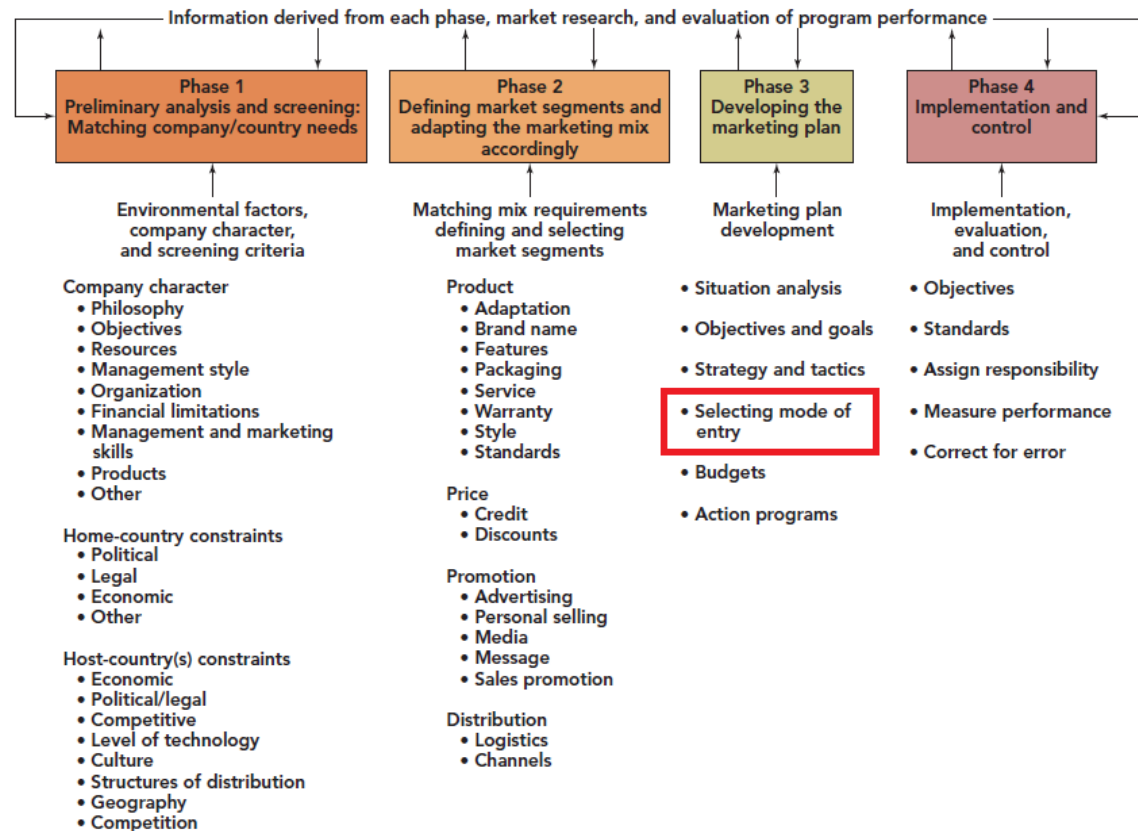 Information derived from each phase, market research, and evaluation of program performance
Phase 1
Preliminary analysis and screening:
Matching company/country needs
Environmental factors,
company character,
and screening criteria
Company character
• Philosophy
• Objectives
• Resources
• Management style
• Organization
• Financial limitations
• Management and marketing
skills
• Products
• Other
Home-country constraints
• Political
• Legal
• Economic
• Other
Host-country(s) constraints
• Economic
• Political/legal
• Competitive
• Level of technology
• Culture
• Structures of distribution
• Geography
• Competition
Phase 2
Defining market segments and
adapting the marketing mix
accordingly
Matching mix requirements
defining and selecting
market segments
Product
• Adaptation
• Brand name
• Features
• Packaging
• Service
• Warranty
• Style
• Standards
Price
• Credit
• Discounts
Promotion
• Advertising
• Personal selling
• Media
• Message
• Sales promotion
Distribution
• Logistics
• Channels
Phase 3
Developing the
marketing plan
Marketing plan
development
• Situation analysis
• Objectives and goals
• Strategy and tactics
• Selecting mode of
entry
• Budgets
• Action programs
Phase 4
Implementation and
control
Implementation,
evaluation,
and control
• Objectives
• Standards
• Assign responsibility
• Measure performance
• Correct for error